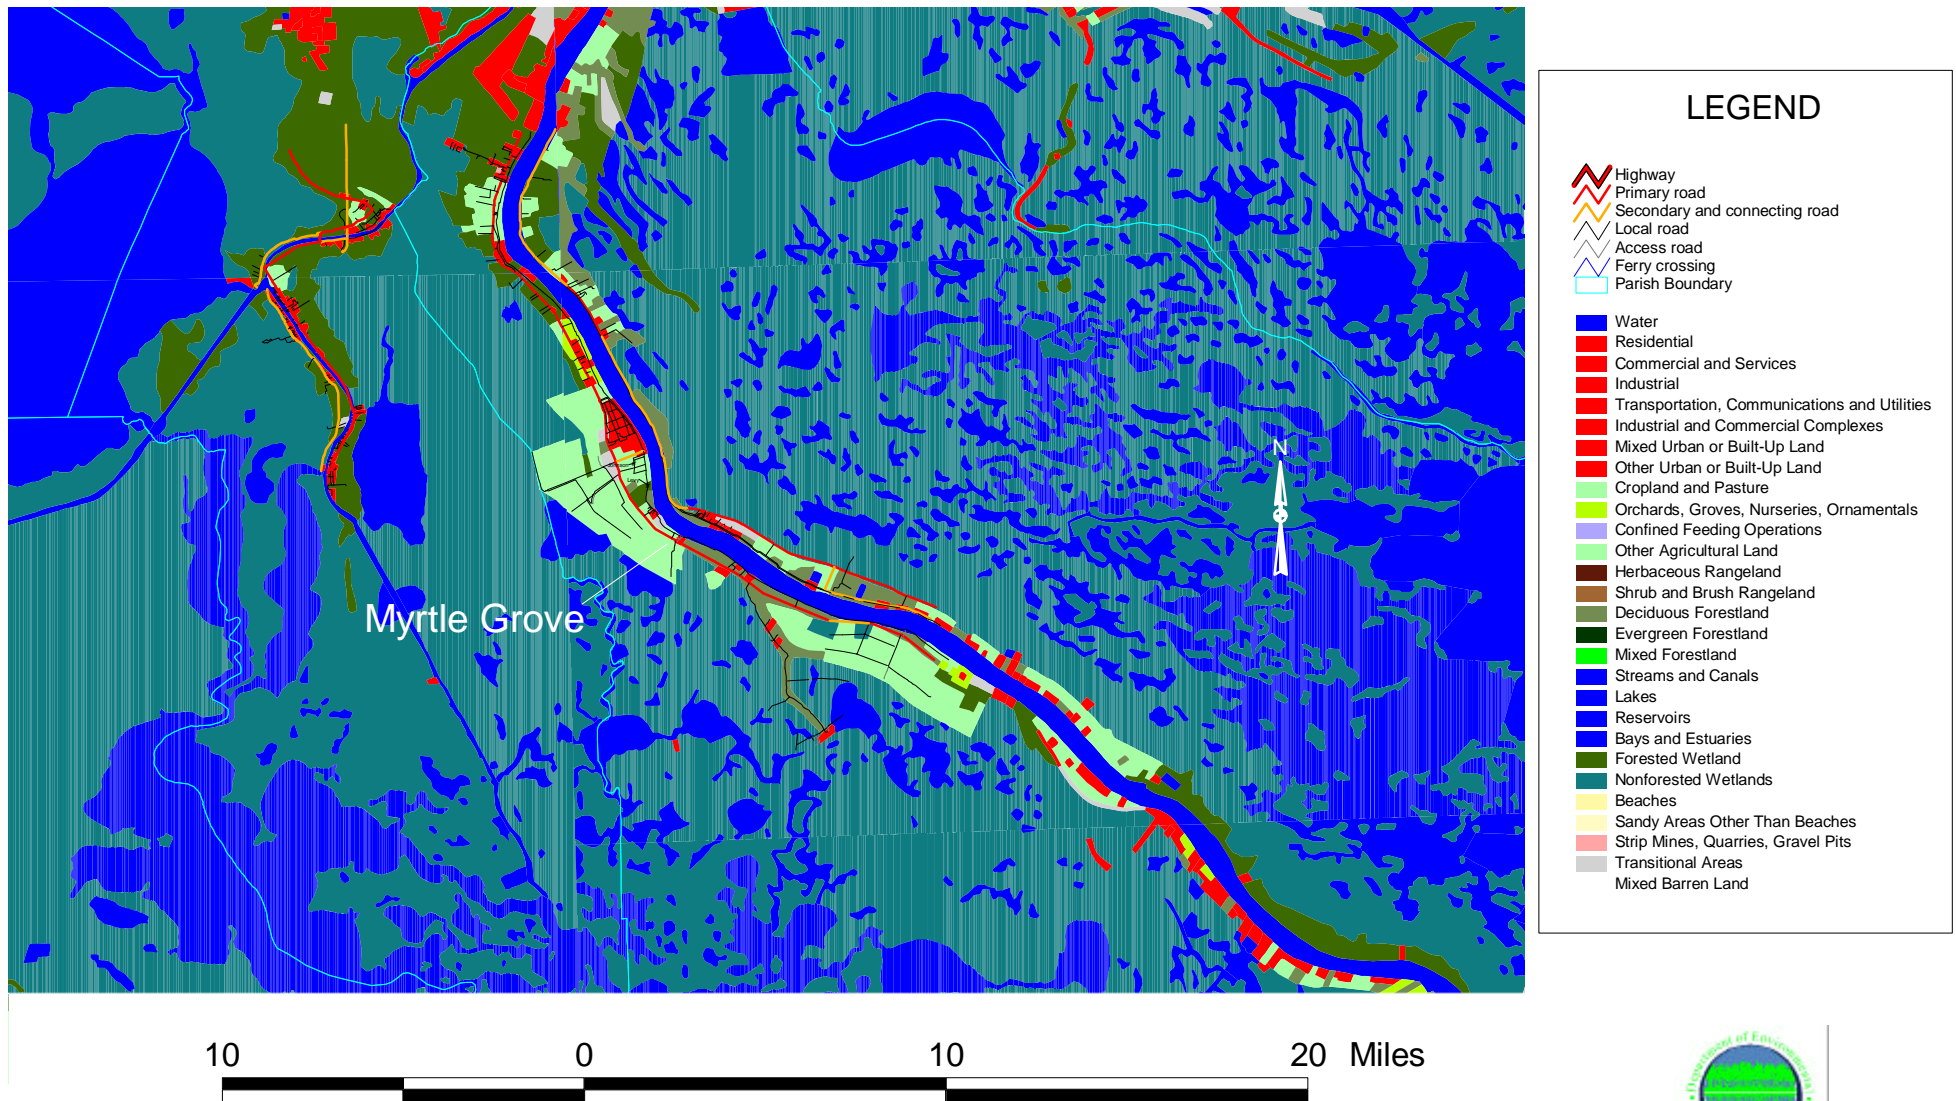 LEGEND
Highway
Primary road
Secondary and connecting road
Local road
Access road
Ferry crossing
Parish Boundary
Water
Residential
Commercial and Services
Industrial
Transportation, Communications and Utilities
Industrial and Commercial Complexes
Mixed Urban or Built-Up Land
Other Urban or Built-Up Land
Cropland and Pasture
Orchards, Groves, Nurseries, Ornamentals
Confined Feeding Operations
Other Agricultural Land
Herbaceous Rangeland
Shrub and Brush Rangeland
Deciduous Forestland
Evergreen Forestland
Mixed Forestland
Streams and Canals
Lakes
Reservoirs
Bays and Estuaries
Forested Wetland
Nonforested Wetlands
Beaches
Sandy Areas Other Than Beaches
Strip Mines, Quarries, Gravel Pits
Transitional Areas
Mixed Barren Land
N
Myrtle Grove
10 0 10 20 Miles
Department of Environmental